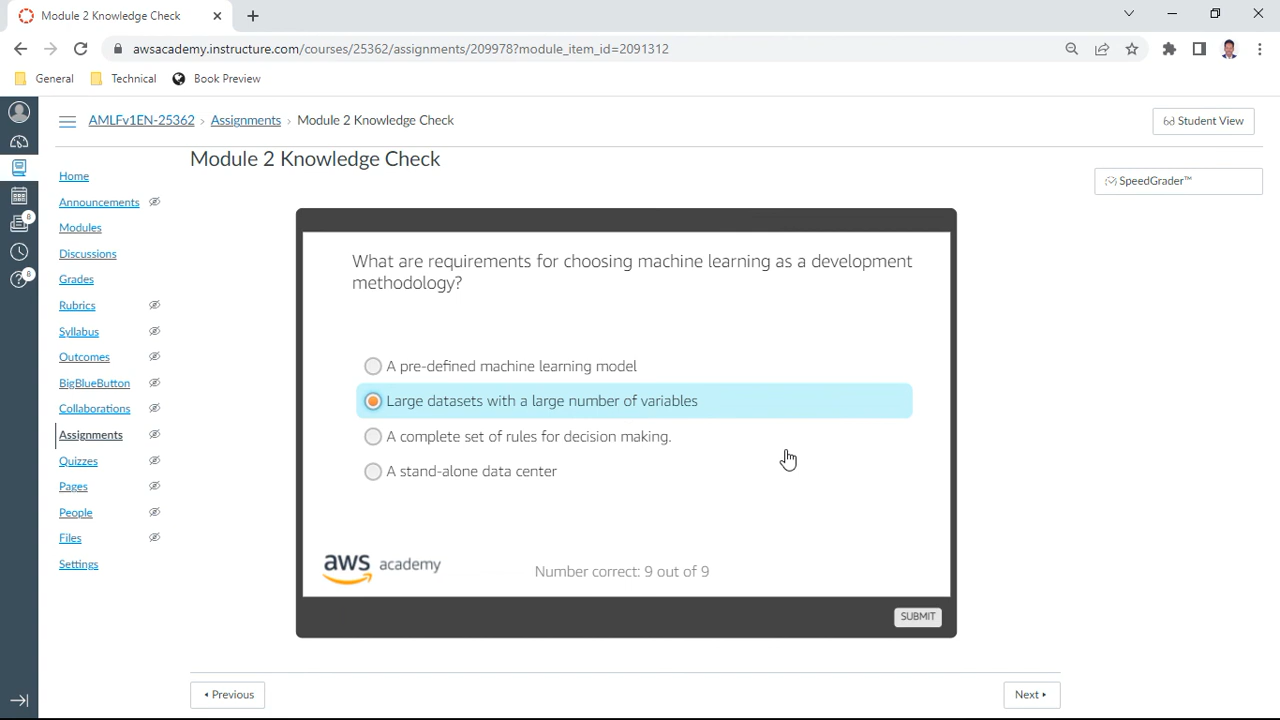 Module 2 Knowledge Check
awsacademy.instructure.com/courses/25362/assignments/209978?module_item_id=2091312
General Technical Book Preview
AMLFv1EN-25362 › Assignments › Module 2 Knowledge Check
Student View
Module 2 Knowledge Check
SpeedGrader™
Home
Announcements
Modules
Discussions
Grades
Rubrics
Syllabus
Outcomes
BigBlueButton
Collaborations
Assignments
Quizzes
Pages
People
Files
Settings
8
8
What are requirements for choosing machine learning as a development
methodology?
A pre-defined machine learning model
Large datasets with a large number of variables
A complete set of rules for decision making.
A stand-alone data center
aws academy
Number correct: 9 out of 9
SUBMIT
Previous
Next